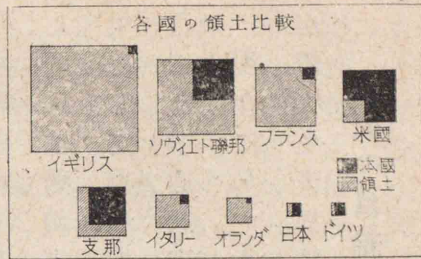 各國の領土比較
イギリス
ソヴィエト聯邦
フランス
米國
本國
領土
支那
イタリー
オランダ
日本
ドイツ